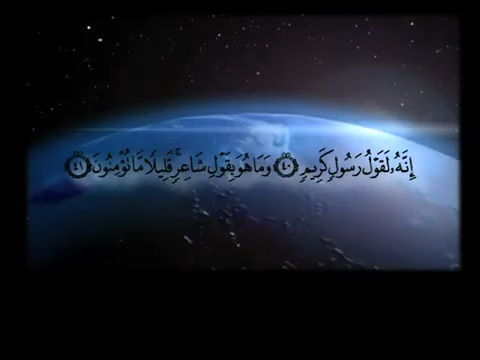 إِنَّهُۥ لَقَوْلُ رَسُولٍ كَرِيمٍ ٤٠ وَمَا هُوَ بِقَوْلِ شَاعِرٍ ۚ قَلِيلًا مَّا تُؤْمِنُونَ ٤١